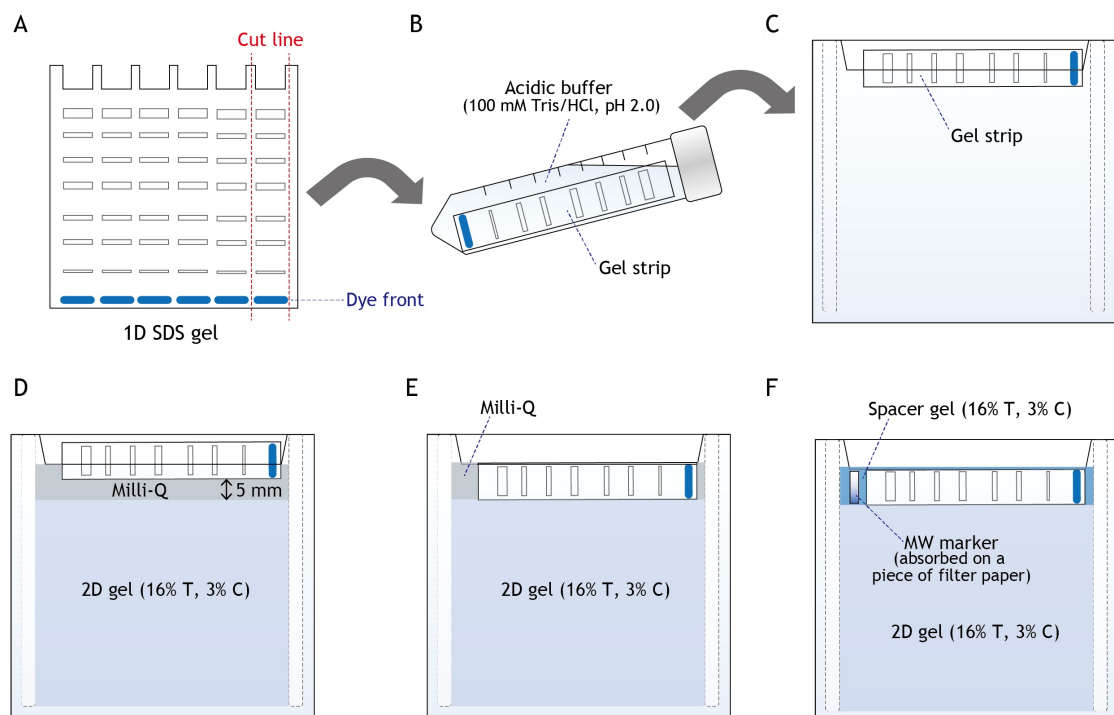 A
Cut line
Dye front
1D SDS gel
B
Acidic buffer
(100 mM Tris/HCl, pH 2.0)
Gel strip
C
Gel strip
D
Milli-Q
5 mm
2D gel (16% T, 3% C)
E
Milli-Q
2D gel (16% T, 3% C)
F
Spacer gel (16% T, 3% C)
MW marker
(absorbed on a
piece of filter paper)
2D gel (16% T, 3% C)